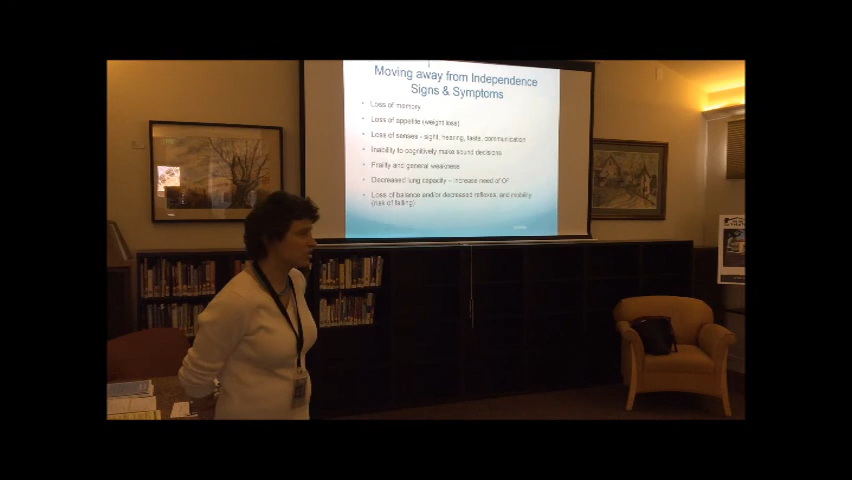 Moving away from Independence
Signs & Symptoms
• Loss of memory
• Loss of appetite (weight loss)
• Loss of senses - sight, hearing, taste, communication
• Inability to cognitively make sound decisions
• Frailty and general weakness
• Decreased lung capacity – increase need of O²
• Loss of balance and/or decreased reflexes, and mobility
(risk of falling)